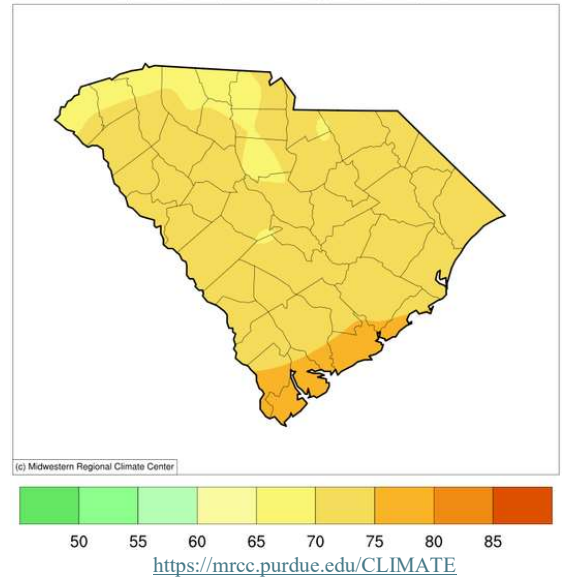 (c) Midwestern Regional Climate Center
50 55 60 65 70 75 80 85
https://mrcc.purdue.edu/CLIMATE